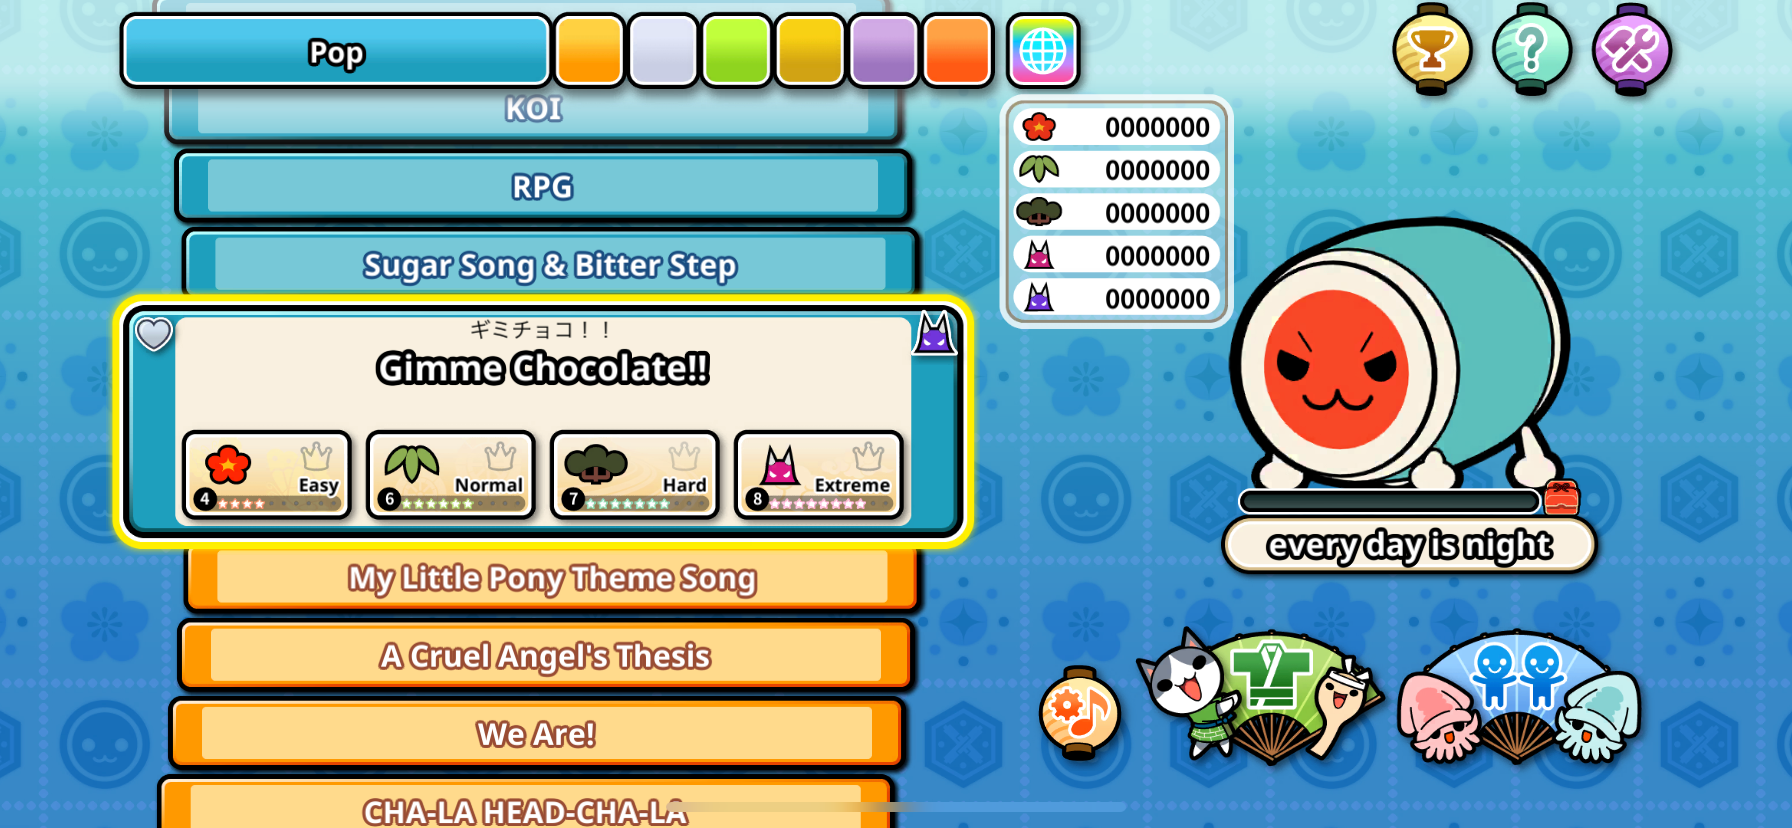 Pop
KOI
RPG
Sugar Song & Bitter Step
ギミチョコ！！
Gimme Chocolate!!
4
Easy
6
Normal
7
Hard
8
Extreme
My Little Pony Theme Song
A Cruel Angel's Thesis
We Are!
CHA-LA HEAD-CHA-LA
0000000
0000000
0000000
0000000
0000000
?
every day is night